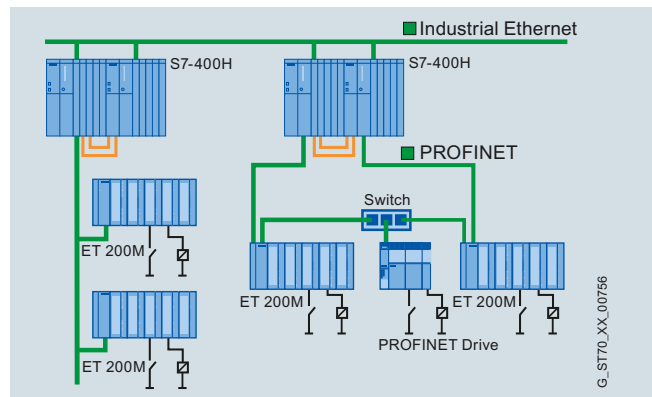 Industrial Ethernet
S7-400H
S7-400H
PROFINET
Switch
ET 200M
ET 200M
ET 200M
PROFINET Drive
ET 200M
G_ST70_XX_00756